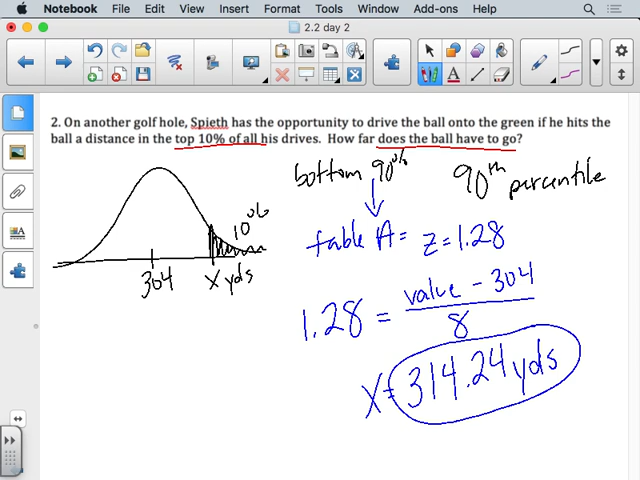 Notebook File Edit View Insert Format Tools Window Add-ons Help
2.2 day 2
2. On another golf hole, Spieth has the opportunity to drive the ball onto the green if he hits the
ball a distance in the top 10% of all his drives. How far does the ball have to go?
bottom 90%
90th percentile
10%
table A = z = 1.28
304
X yds
1.28 = value - 304
8
X = 314.24 yds